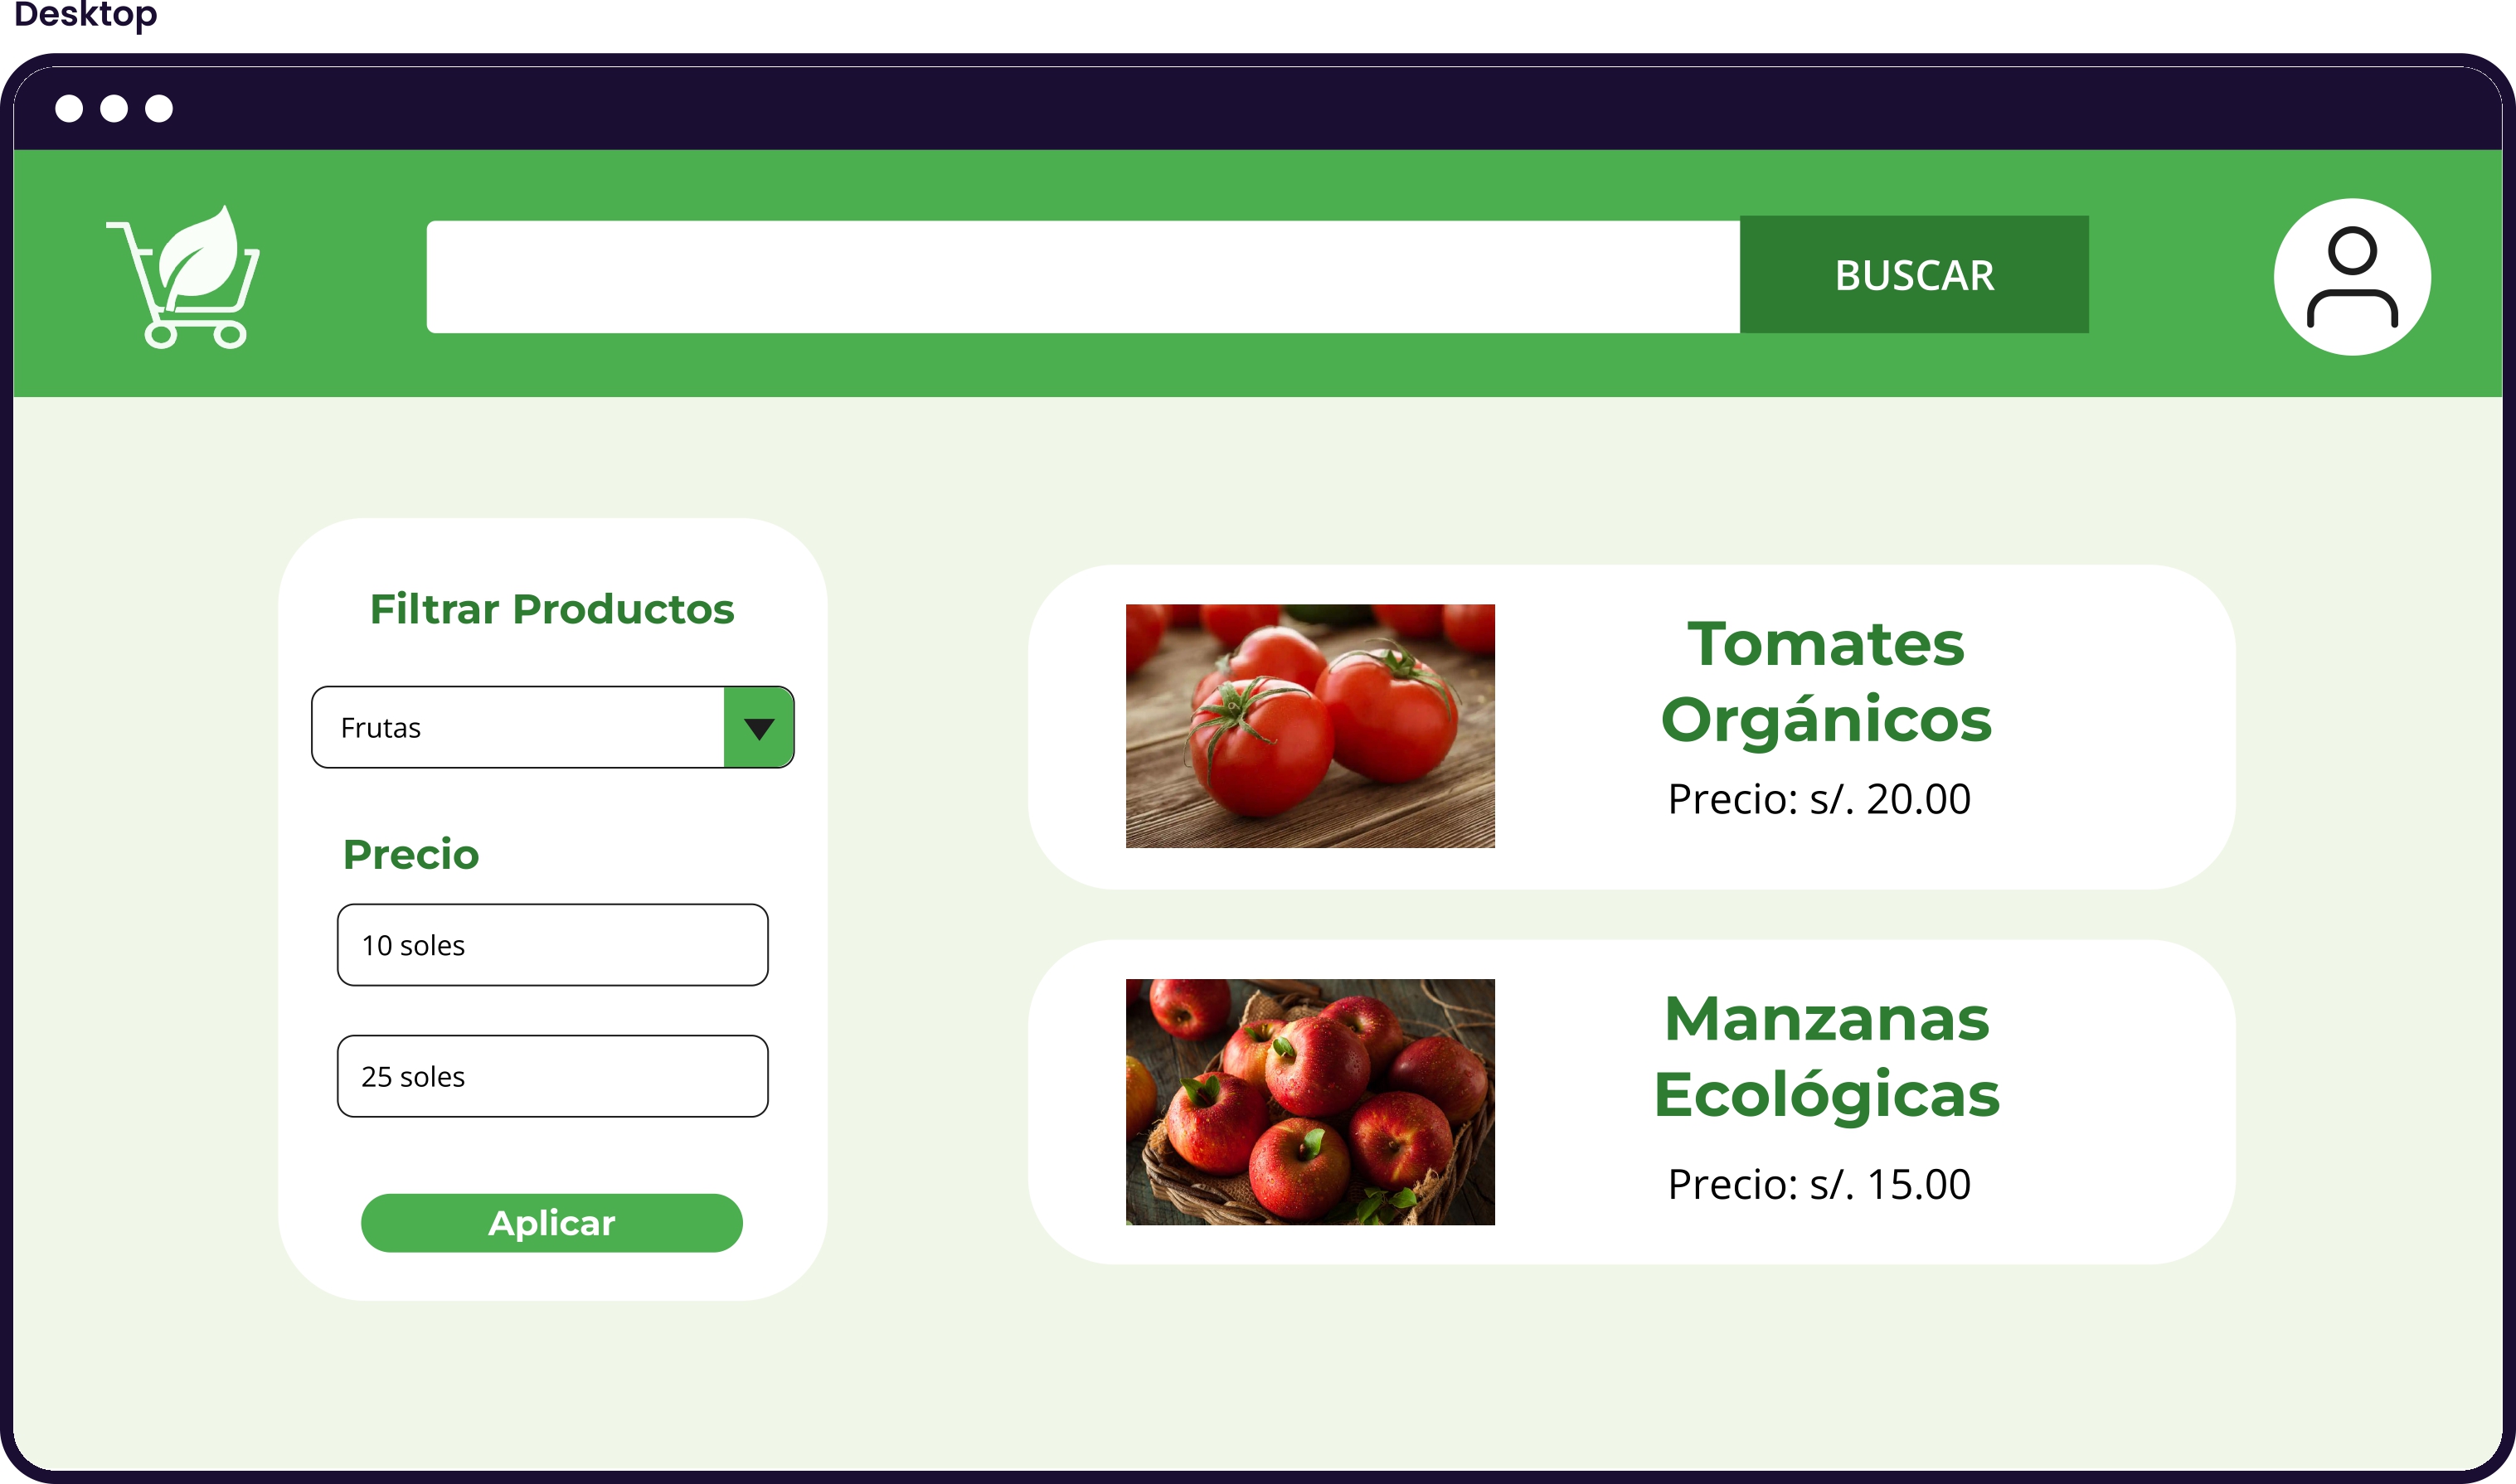 Desktop
BUSCAR
Filtrar Productos
Frutas
Precio
10 soles
25 soles
Aplicar
Tomates
Orgánicos
Precio: s/. 20.00
Manzanas
Ecológicas
Precio: s/. 15.00